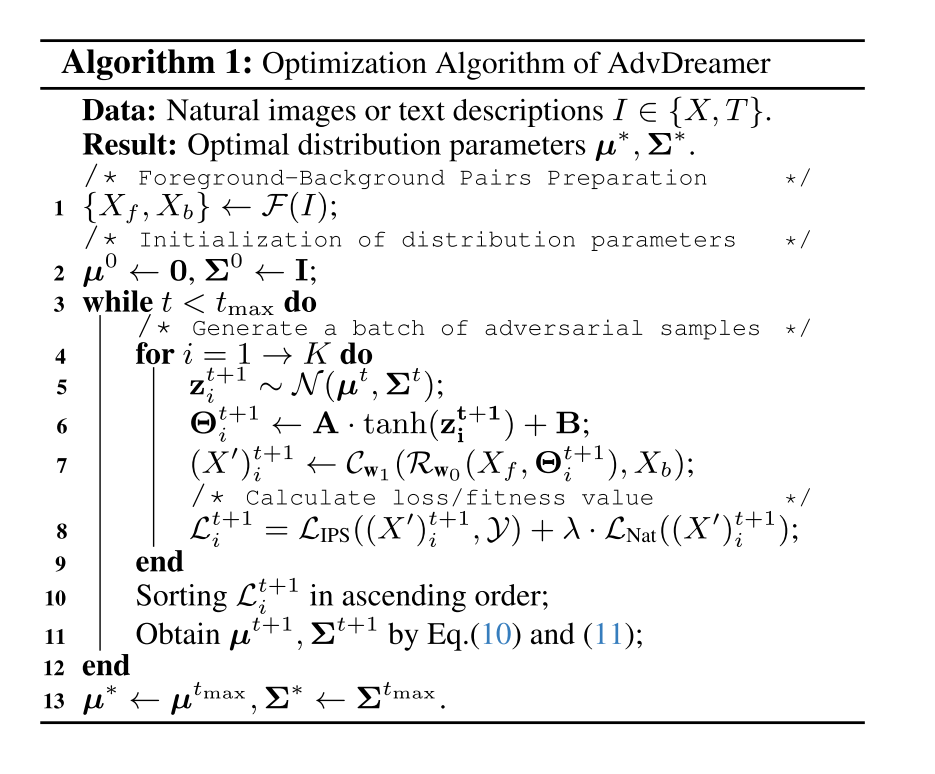 Algorithm 1: Optimization Algorithm of AdvDreamer
Data: Natural images or text descriptions $I \in \{X, T\}$.
Result: Optimal distribution parameters $\boldsymbol{\mu}^*, \boldsymbol{\Sigma}^*$.
/* Foreground-Background Pairs Preparation */
1 $\{X_f, X_b\} \leftarrow \mathcal{F}(I)$;
/* Initialization of distribution parameters */
2 $\boldsymbol{\mu}^0 \leftarrow \mathbf{0}, \boldsymbol{\Sigma}^0 \leftarrow \mathbf{I}$;
3 while $t < t_{\max}$ do
/* Generate a batch of adversarial samples */
4 for $i = 1 \rightarrow K$ do
5 $\mathbf{z}_i^{t+1} \sim \mathcal{N}(\boldsymbol{\mu}^t, \boldsymbol{\Sigma}^t)$;
6 $\boldsymbol{\Theta}_i^{t+1} \leftarrow \mathbf{A} \cdot \tanh(\mathbf{z_i^{t+1}}) + \mathbf{B}$;
7 $(X')_i^{t+1} \leftarrow \mathcal{C}_{\mathbf{w}_1}(\mathcal{R}_{\mathbf{w}_0}(X_f, \boldsymbol{\Theta}_i^{t+1}), X_b)$;
/* Calculate loss/fitness value */
8 $\mathcal{L}_i^{t+1} = \mathcal{L}_{\text{IPS}}((X')_i^{t+1}, \mathcal{Y}) + \lambda \cdot \mathcal{L}_{\text{Nat}}((X')_i^{t+1})$;
9 end
10 Sorting $\mathcal{L}_i^{t+1}$ in ascending order;
11 Obtain $\boldsymbol{\mu}^{t+1}, \boldsymbol{\Sigma}^{t+1}$ by Eq.(10) and (11);
12 end
13 $\boldsymbol{\mu}^* \leftarrow \boldsymbol{\mu}^{t_{\max}}, \boldsymbol{\Sigma}^* \leftarrow \boldsymbol{\Sigma}^{t_{\max}}$.